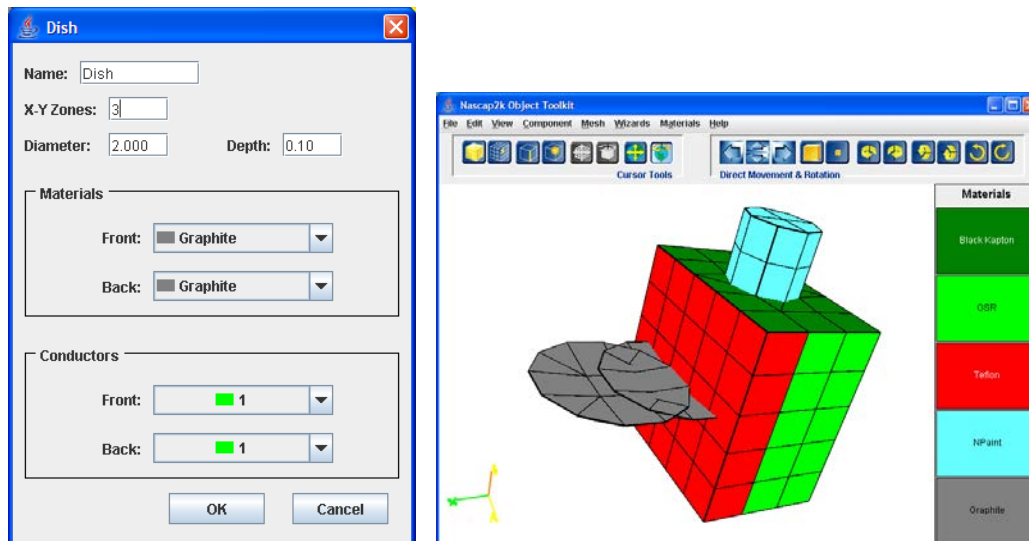 Dish
Name: Dish
X-Y Zones: 3
Diameter: 2.000 Depth: 0.10
Materials
Front: Graphite
Back: Graphite
Conductors
Front: 1
Back: 1
OK Cancel
Nascap2k Object Toolkit
File Edit View Component Mesh Wizards Materials Help
Cursor Tools
Direct Movement & Rotation
Materials
Black Kapton
OSR
Teflon
NPaint
Graphite